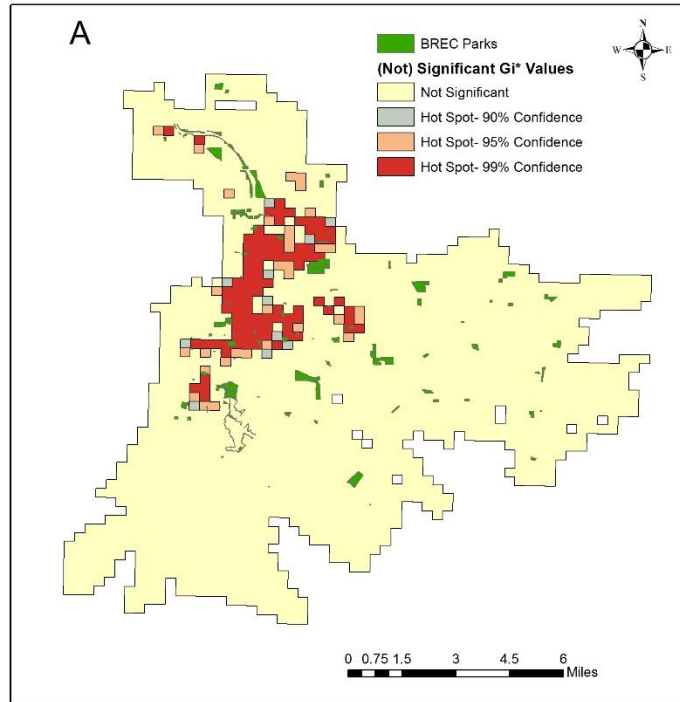 A
BREC Parks
(Not) Significant Gi* Values
Not Significant
Hot Spot- 90% Confidence
Hot Spot- 95% Confidence
Hot Spot- 99% Confidence
N
W E
S
0 0.75 1.5 3 4.5 6
Miles